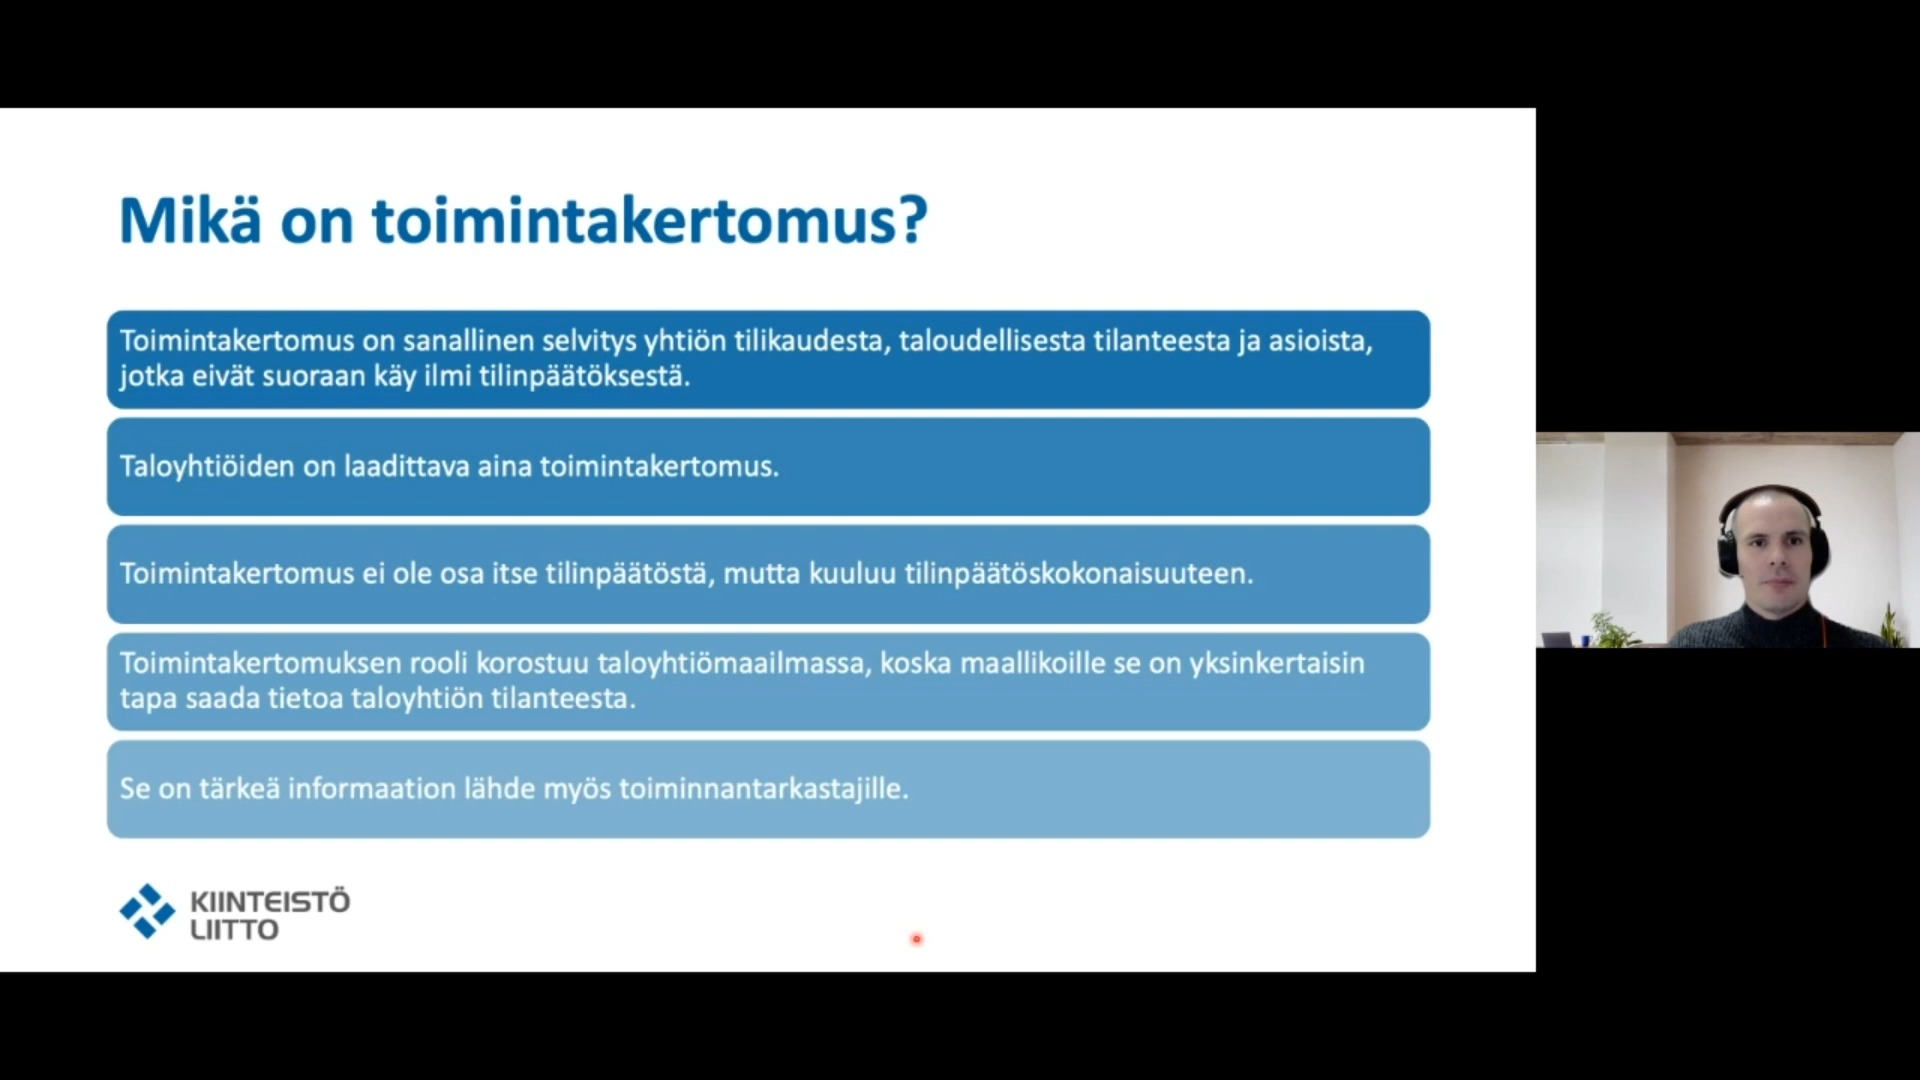 Mikä on toimintakertomus?
Toimintakertomus on sanallinen selvitys yhtiön tilikaudesta, taloudellisesta tilanteesta ja asioista,
jotka eivät suoraan käy ilmi tilinpäätöksestä.
Taloyhtiöiden on laadittava aina toimintakertomus.
Toimintakertomus ei ole osa itse tilinpäätöstä, mutta kuuluu tilinpäätöskokonaisuuteen.
Toimintakertomuksen rooli korostuu taloyhtiömaailmassa, koska maallikoille se on yksinkertaisin
tapa saada tietoa taloyhtiön tilanteesta.
Se on tärkeä informaation lähde myös toiminnantarkastajille.
KIINTEISTÖ
LIITTO